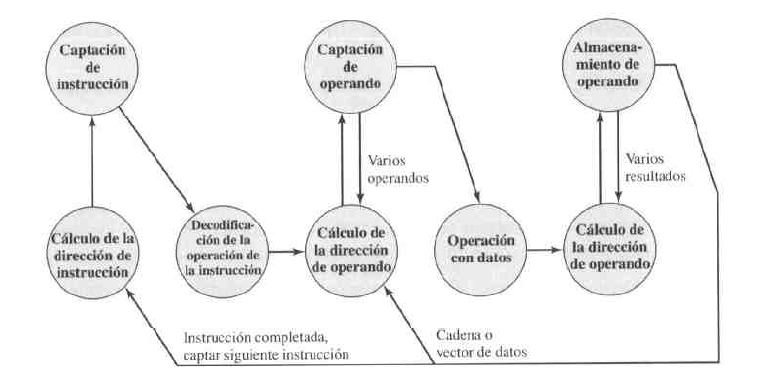 Captación
de
instrucción
Captación
de
operando
Almacena-
miento de
operando
Varios
operandos
Varios
resultados
Cálculo de la
dirección de
instrucción
Decodifica-
ción de la
operación de
la instrucción
Cálculo de
la dirección
de operando
Operación
con datos
Cálculo de
la dirección
de operando
Instrucción completada,
captar siguiente instrucción
Cadena o
vector de datos